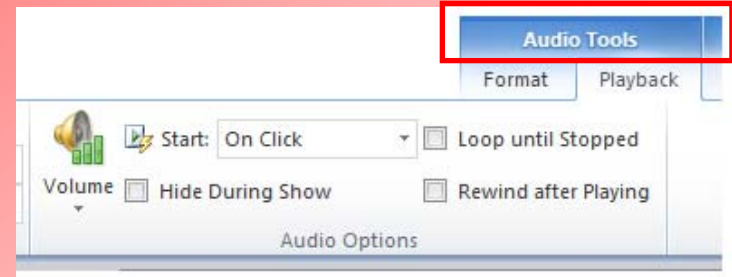 Audio Tools
Format Playback
Start: On Click Loop until Stopped
Volume Hide During Show Rewind after Playing
Audio Options